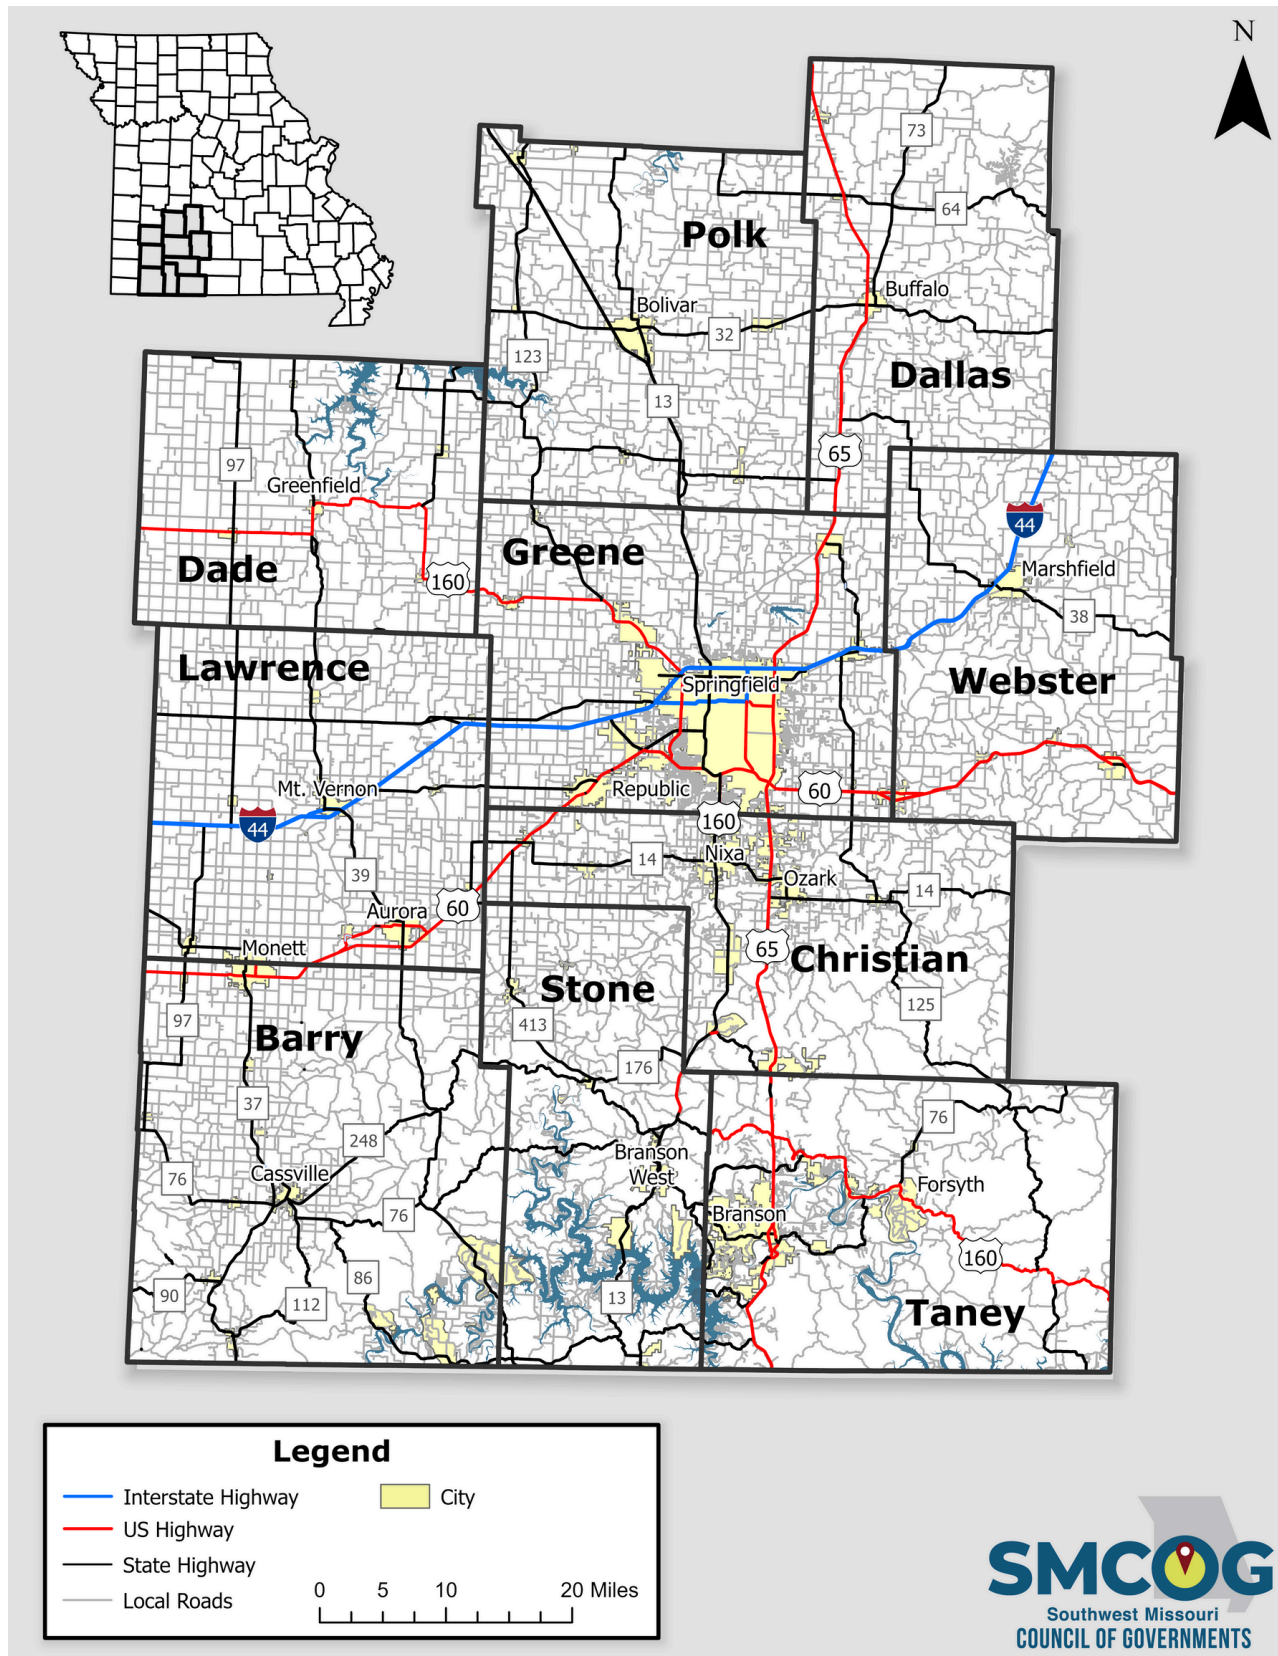 N
73
64
Polk
Buffalo
Bolivar
32
123
Dallas
13
65
97
Greenfield
44
Greene
Marshfield
Dade
160
38
Lawrence
Springfield
Webster
Mt. Vernon
Republic
60
160
44
Nixa
14
39
Ozark
14
60
Aurora
Monett
65
Christian
Stone
125
97
413
Barry
176
37
76
248
Branson
West
Cassville
76
Forsyth
76
Branson
160
86
90
112
13
Taney
Legend
Interstate Highway
City
US Highway
State Highway
Local Roads
0 5 10 20 Miles
SMCOG
Southwest Missouri
COUNCIL OF GOVERNMENTS